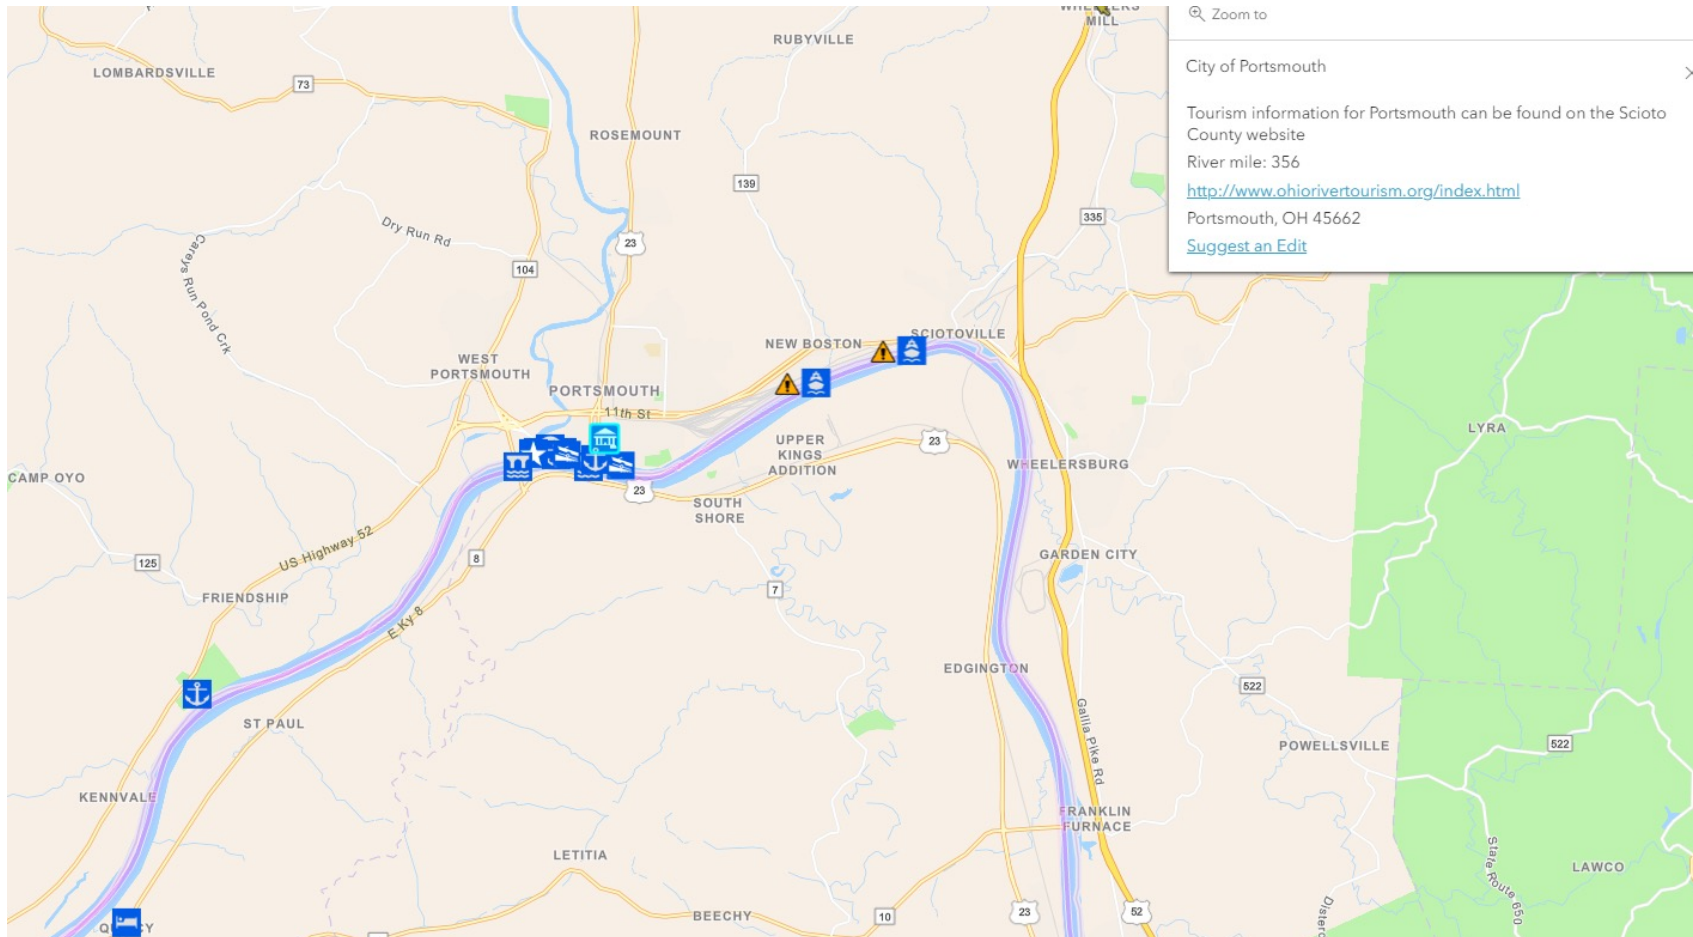 WHEELERS
MILL
Zoom to
RUBYVILLE
City of Portsmouth
LOMBARDSVILLE
73
Tourism information for Portsmouth can be found on the Scioto
County website
ROSEMOUNT
River mile: 356
139
http://www.ohiorivertourism.org/index.html
335
Portsmouth, OH 45662
Dry Run Rd
23
Suggest an Edit
104
Careys Run Pond Crk
NEW BOSTON
SCIOTOVILLE
WEST
PORTSMOUTH
PORTSMOUTH
11th St
LYRA
UPPER
KINGS
ADDITION
23
WHEELERSBURG
CAMP OYO
23
SOUTH
SHORE
US Highway 52
8
GARDEN CITY
125
7
FRIENDSHIP
E Ky 8
EDGINGTON
522
ST PAUL
Gallia Pike Rd
POWELLSVILLE
522
KENNVALE
FRANKLIN
FURNACE
LETITIA
State Route 650
LAWCO
BEECHY
10
23
52